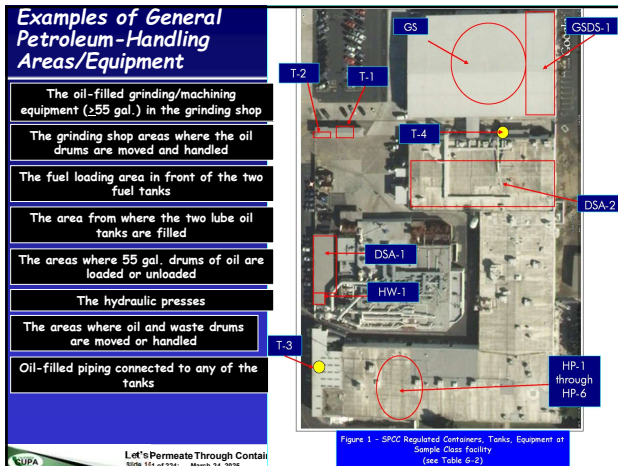 Examples of General
Petroleum-Handling
Areas/Equipment
The oil-filled grinding/machining
equipment (≥55 gal.) in the grinding shop
The grinding shop areas where the oil
drums are moved and handled
The fuel loading area in front of the two
fuel tanks
The area from where the two lube oil
tanks are filled
The areas where 55 gal. drums of oil are
loaded or unloaded
The hydraulic presses
The areas where oil and waste drums
are moved or handled
Oil-filled piping connected to any of the
tanks
GS
GSDS-1
T-2
T-1
T-4
DSA-2
DSA-1
HW-1
T-3
HP-1
through
HP-6
Figure 1 - SPCC Regulated Containers, Tanks, Equipment at
Sample Class facility
(see Table G-2)
CUPA
Let's Permeate Through Contai
of 224: March 24, 2025